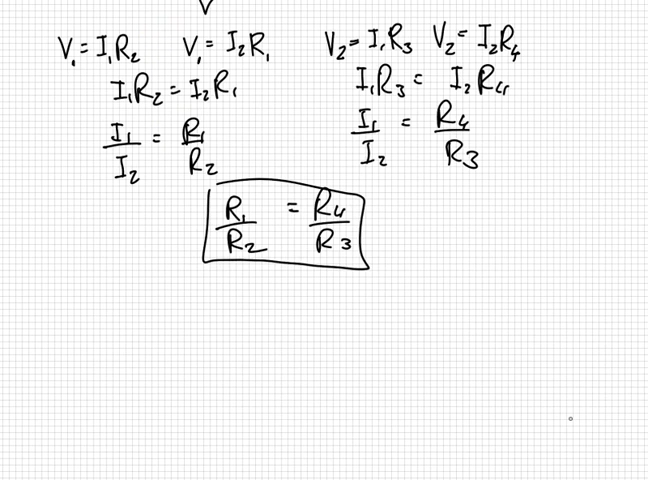 V
V₁ = I₁R₂ V₁ = I₂R₁ V₂ = I₁R₃ V₂ = I₂R₄
I₁R₂ = I₂R₁ I₁R₃ = I₂R₄
I₁/I₂ = R₁/R₂ I₁/I₂ = R₄/R₃
R₁/R₂ = R₄/R₃